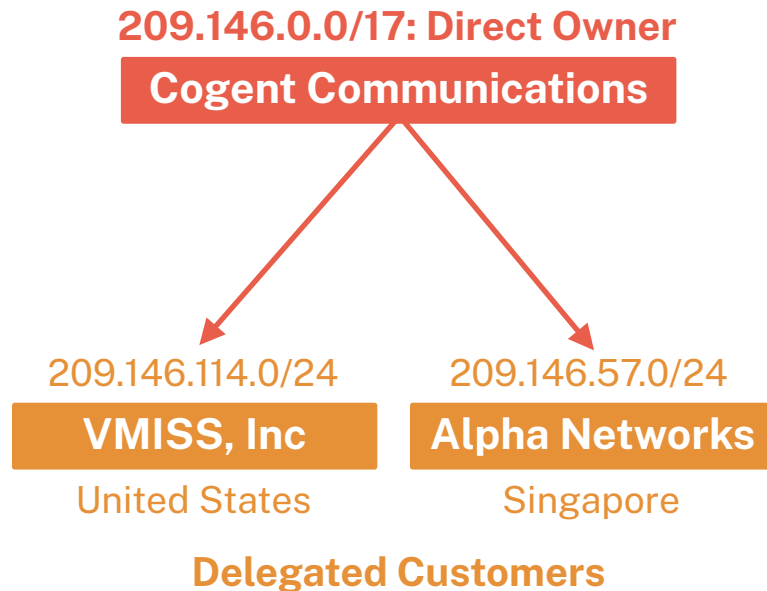 209.146.0.0/17: Direct Owner
Cogent Communications
209.146.114.0/24
VMISS, Inc
United States
209.146.57.0/24
Alpha Networks
Singapore
Delegated Customers